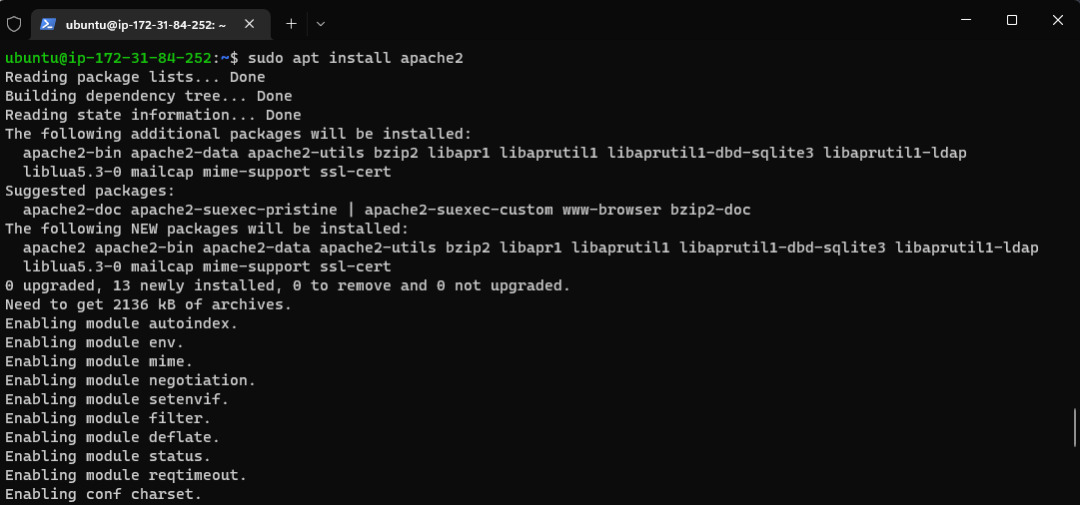 ubuntu@ip-172-31-84-252: ~
ubuntu@ip-172-31-84-252:~$ sudo apt install apache2
Reading package lists... Done
Building dependency tree... Done
Reading state information... Done
The following additional packages will be installed:
  apache2-bin apache2-data apache2-utils bzip2 libapr1 libaprutil1 libaprutil1-dbd-sqlite3 libaprutil1-ldap
  liblua5.3-0 mailcap mime-support ssl-cert
Suggested packages:
  apache2-doc apache2-suexec-pristine | apache2-suexec-custom www-browser bzip2-doc
The following NEW packages will be installed:
  apache2 apache2-bin apache2-data apache2-utils bzip2 libapr1 libaprutil1 libaprutil1-dbd-sqlite3 libaprutil1-ldap
  liblua5.3-0 mailcap mime-support ssl-cert
0 upgraded, 13 newly installed, 0 to remove and 0 not upgraded.
Need to get 2136 kB of archives.
Enabling module autoindex.
Enabling module env.
Enabling module mime.
Enabling module negotiation.
Enabling module setenvif.
Enabling module filter.
Enabling module deflate.
Enabling module status.
Enabling module reqtimeout.
Enabling conf charset.